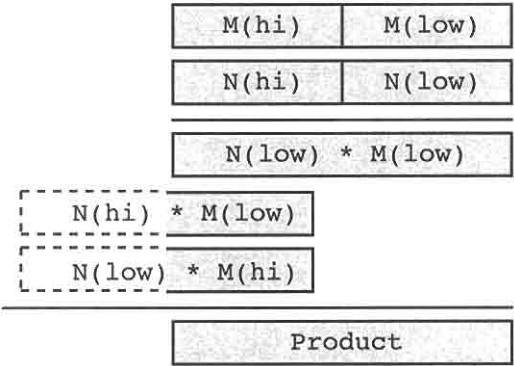 M(hi) M(low)
N(hi) N(low)
N(low) * M(low)
N(hi) * M(low)
N(low) * M(hi)
Product